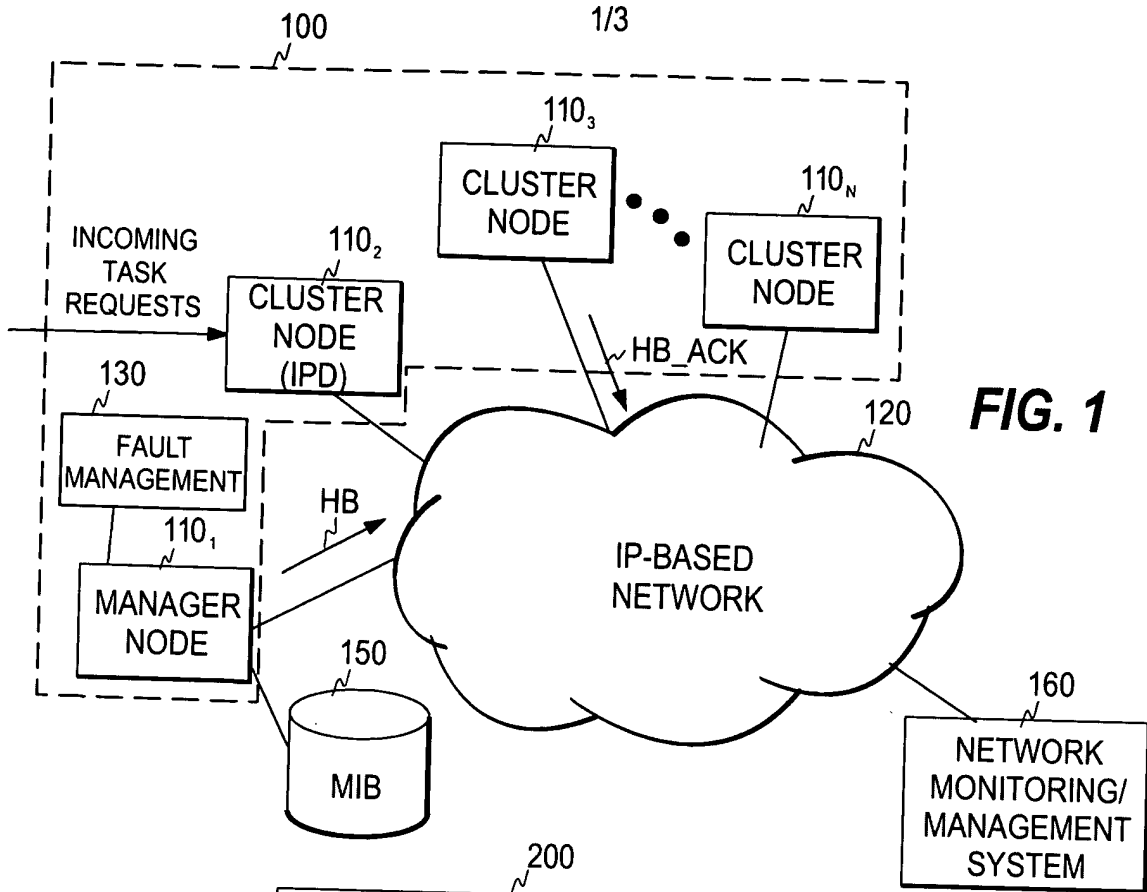 1/3
100
110₃
CLUSTER
NODE
110_N
CLUSTER
NODE
INCOMING
TASK
REQUESTS
110₂
CLUSTER
NODE
(IPD)
HB_ACK
130
FAULT
MANAGEMENT
120
FIG. 1
HB
110₁
MANAGER
NODE
IP-BASED
NETWORK
150
MIB
160
NETWORK
MONITORING/
MANAGEMENT
SYSTEM
200